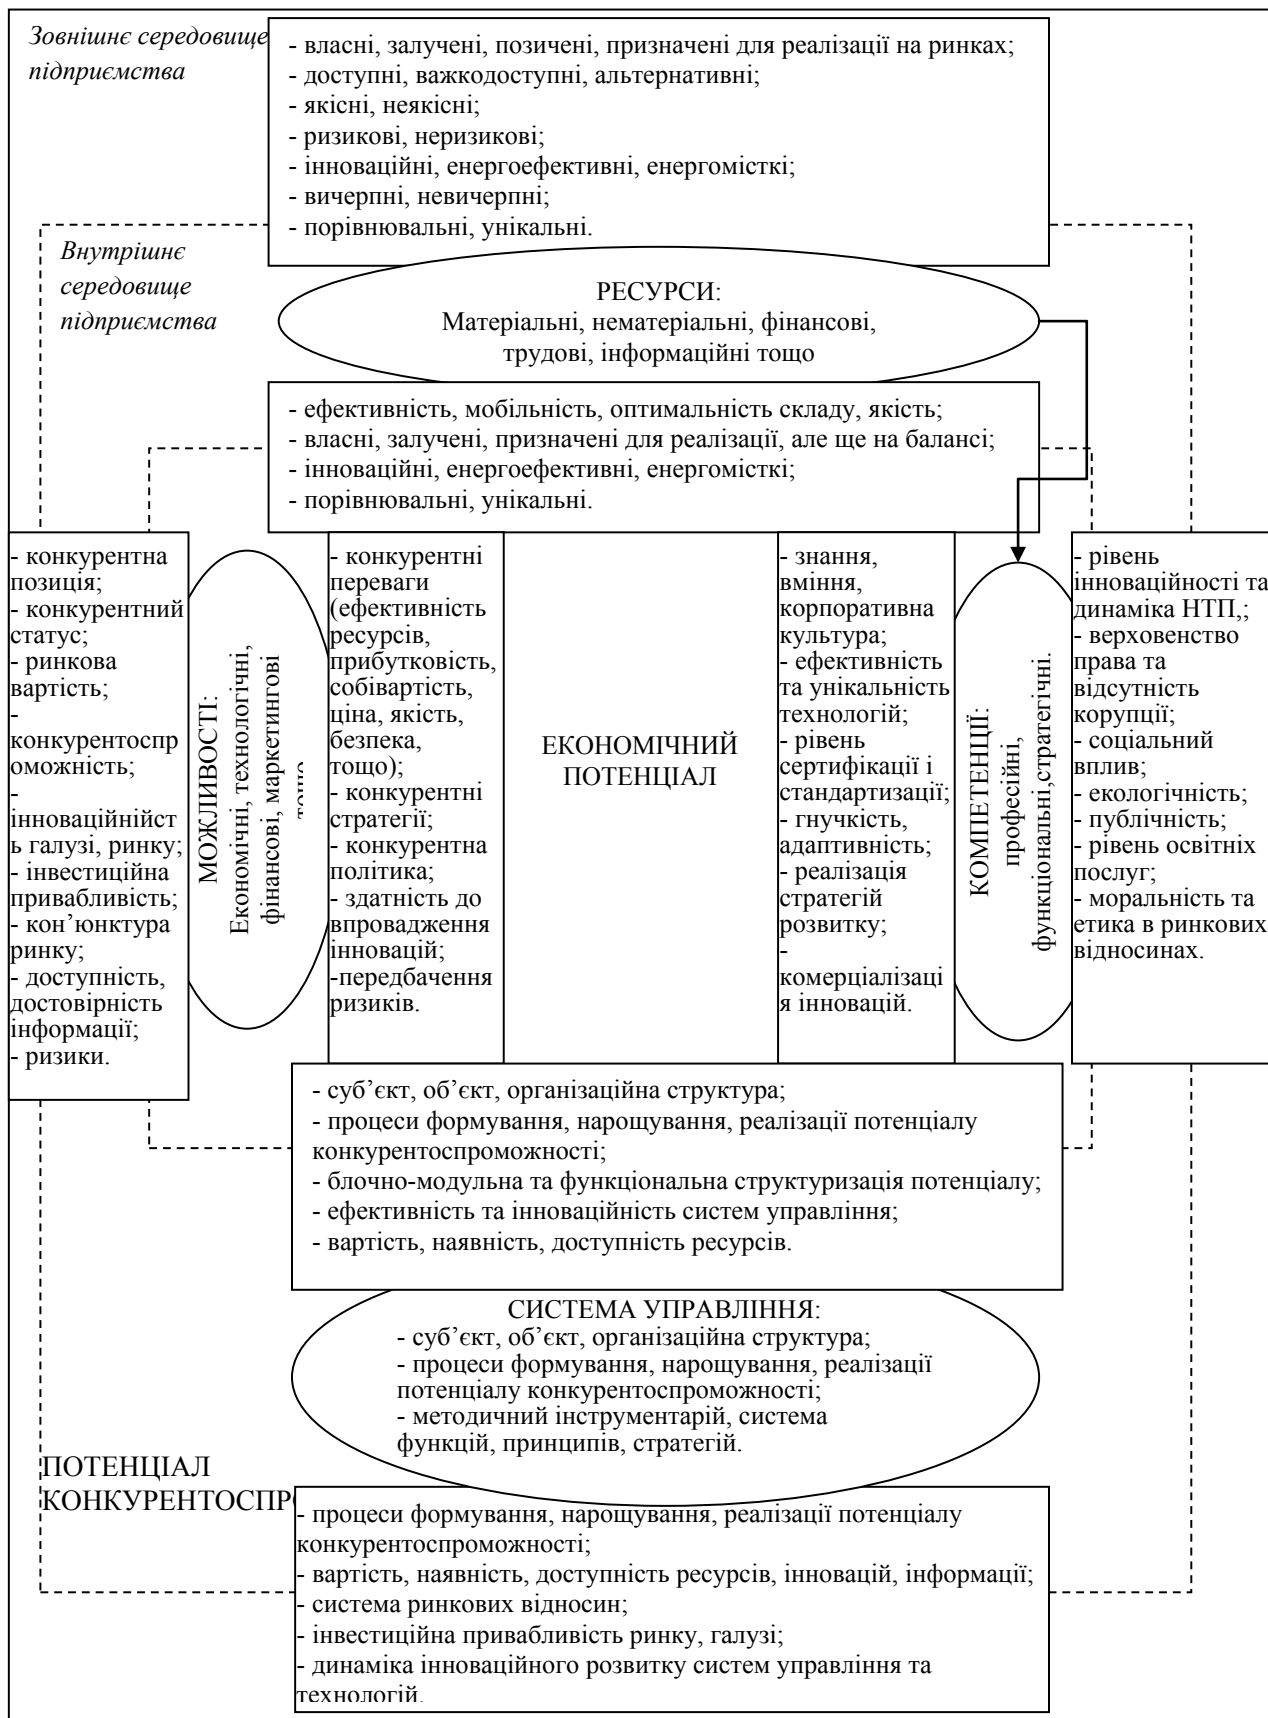 Зовнішнє середовище
підприємства
- власні, залучені, позичені, призначені для реалізації на ринках;
- доступні, важкодоступні, альтернативні;
- якісні, неякісні;
- ризикові, неризикові;
- інноваційні, енергоефективні, енергомісткі;
- вичерпні, невичерпні;
- порівнювальні, унікальні.
Внутрішнє
середовище
підприємства
РЕСУРСИ:
Матеріальні, нематеріальні, фінансові,
трудові, інформаційні тощо
- ефективність, мобільність, оптимальність складу, якість;
- власні, залучені, призначені для реалізації, але ще на балансі;
- інноваційні, енергоефективні, енергомісткі;
- порівнювальні, унікальні.
- конкурентна
позиція;
- конкурентний
статус;
- ринкова
вартість;
-
конкурентоспр
оможність;
-
інноваційнійст
ь галузі, ринку;
- інвестиційна
привабливість;
- кон’юнктура
ринку;
- доступність,
достовірність
інформації;
- ризики.
МОЖЛИВОСТІ:
Економічні, технологічні,
фінансові, маркетингові
тощо
- конкурентні
переваги
(ефективність
ресурсів,
прибутковість,
собівартість,
ціна, якість,
безпека,
тощо);
- конкурентні
стратегії;
- конкурентна
політика;
- здатність до
впровадження
інновацій;
-передбачення
ризиків.
ЕКОНОМІЧНИЙ
ПОТЕНЦІАЛ
- знання,
вміння,
корпоративна
культура;
- ефективність
та унікальність
технологій;
- рівень
сертифікації і
стандартизації;
- гнучкість,
адаптивність;
- реалізація
стратегій
розвитку;
-
комерціалізаці
я інновацій.
КОМПЕТЕНЦІЇ:
професійні,
функціональні,стратегічні.
- рівень
інноваційності та
динаміка НТП,;
- верховенство
права та
відсутність
корупції;
- соціальний
вплив;
- екологічність;
- публічність;
- рівень освітніх
послуг;
- моральність та
етика в ринкових
відносинах.
- суб’єкт, об’єкт, організаційна структура;
- процеси формування, нарощування, реалізації потенціалу
конкурентоспроможності;
- блочно-модульна та функціональна структуризація потенціалу;
- ефективність та інноваційність систем управління;
- вартість, наявність, доступність ресурсів.
СИСТЕМА УПРАВЛІННЯ:
- суб’єкт, об’єкт, організаційна структура;
- процеси формування, нарощування, реалізації
потенціалу конкурентоспроможності;
- методичний інструментарій, система
функцій, принципів, стратегій.
ПОТЕНЦІАЛ
КОНКУРЕНТОСПРО
- процеси формування, нарощування, реалізації потенціалу
конкурентоспроможності;
- вартість, наявність, доступність ресурсів, інновацій, інформації;
- система ринкових відносин;
- інвестиційна привабливість ринку, галузі;
- динаміка інноваційного розвитку систем управління та
технологій.